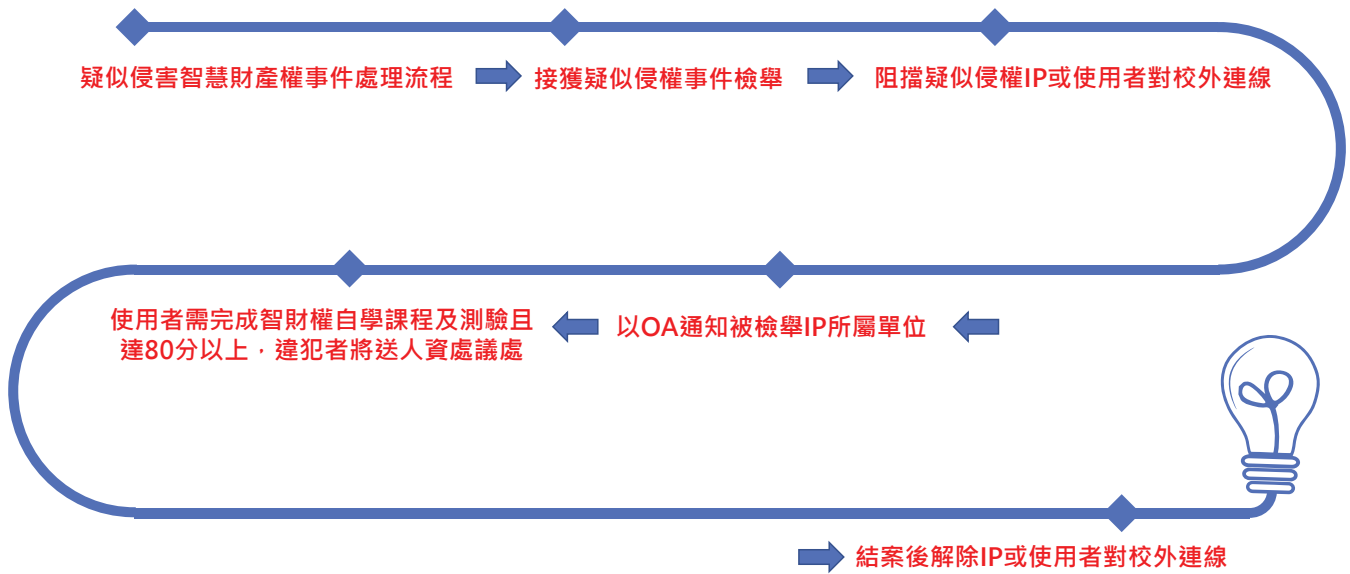 疑似侵害智慧財產權事件處理流程
接獲疑似侵權事件檢舉
阻擋疑似侵權IP或使用者對校外連線
以OA通知被檢舉IP所屬單位
使用者需完成智財權自學課程及測驗且
達80分以上，違犯者將送人資處議處
結案後解除IP或使用者對校外連線